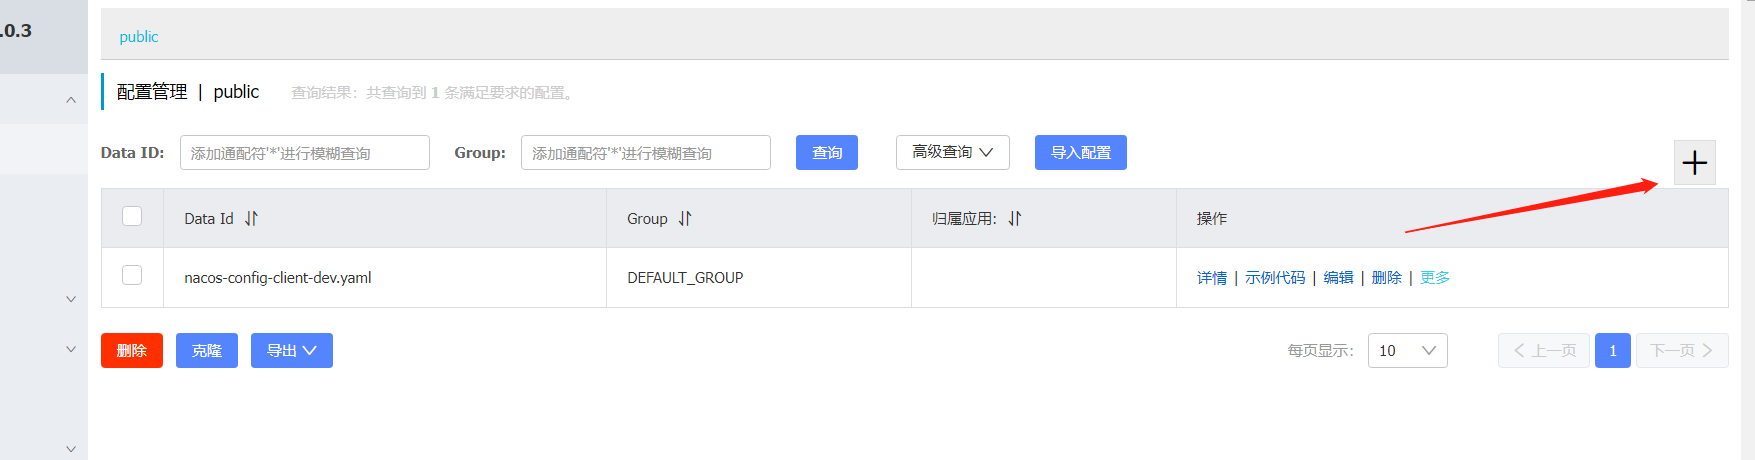 .0.3
public
配置管理 | public 查询结果：共查询到 1 条满足要求的配置。
Data ID: 添加通配符'*'进行模糊查询 Group: 添加通配符'*'进行模糊查询 查询 高级查询 导入配置
Data Id Group 归属应用: 操作
nacos-config-client-dev.yaml DEFAULT_GROUP 详情 | 示例代码 | 编辑 | 删除 | 更多
删除 克隆 导出 每页显示: 10 上一页 1 下一页